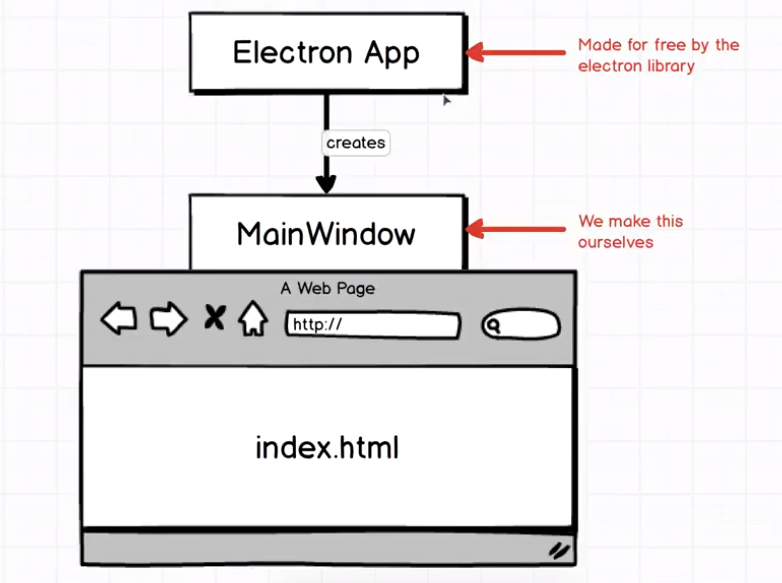 Electron App
Made for free by the
electron library
creates
MainWindow
We make this
ourselves
A Web Page
http://
index.html